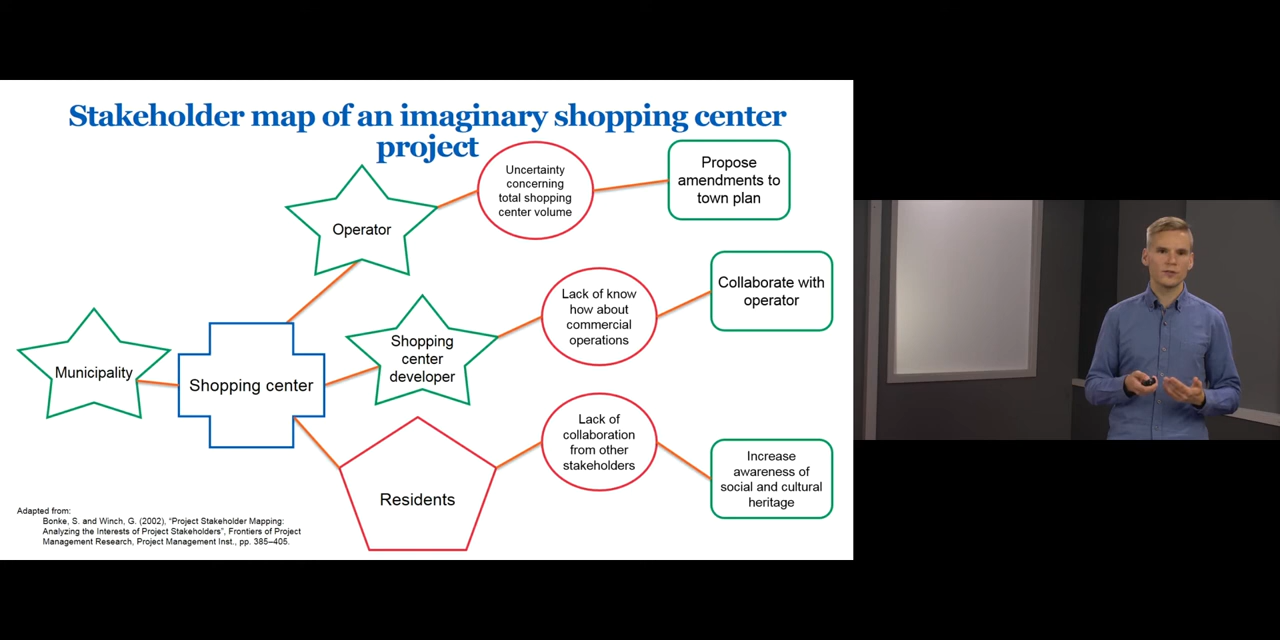 Stakeholder map of an imaginary shopping center
project
Operator
Uncertainty
concerning
total shopping
center volume
Propose
amendments to
town plan
Municipality
Shopping center
Shopping
center
developer
Lack of know
how about
commercial
operations
Collaborate with
operator
Residents
Lack of
collaboration
from other
stakeholders
Increase
awareness of
social and cultural
heritage
Adapted from:
Bonke, S. and Winch, G. (2002), “Project Stakeholder Mapping:
Analyzing the Interests of Project Stakeholders”, Frontiers of Project
Management Research, Project Management Inst., pp. 385–405.